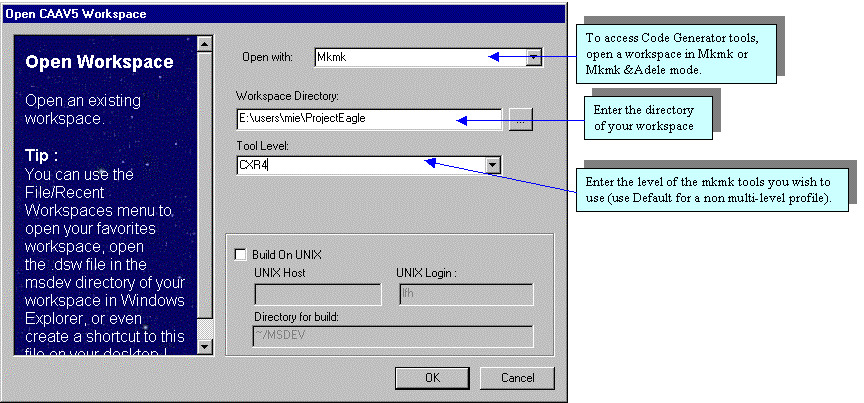 Open CAAV5 Workspace
Open Workspace
Open an existing
workspace.
Tip :
You can use the
File/Recent
Workspaces menu to
open your favorites
workspace, open
the .dsw file in the
msdev directory of your
workspace in Windows
Explorer, or even
create a shortcut to this
file on your desktop !
Open with:
Mkmk
Workspace Directory:
E:\users\mie\ProjectEagle
...
Tool Level:
CXR4
Build On UNIX
UNIX Host
UNIX Login :
lfh
Directory for build:
~/MSDEV
OK
Cancel
To access Code Generator tools,
open a workspace in Mkmk or
Mkmk &Adele mode.
Enter the directory
of your workspace
Enter the level of the mkmk tools you wish to
use (use Default for a non multi-level profile).